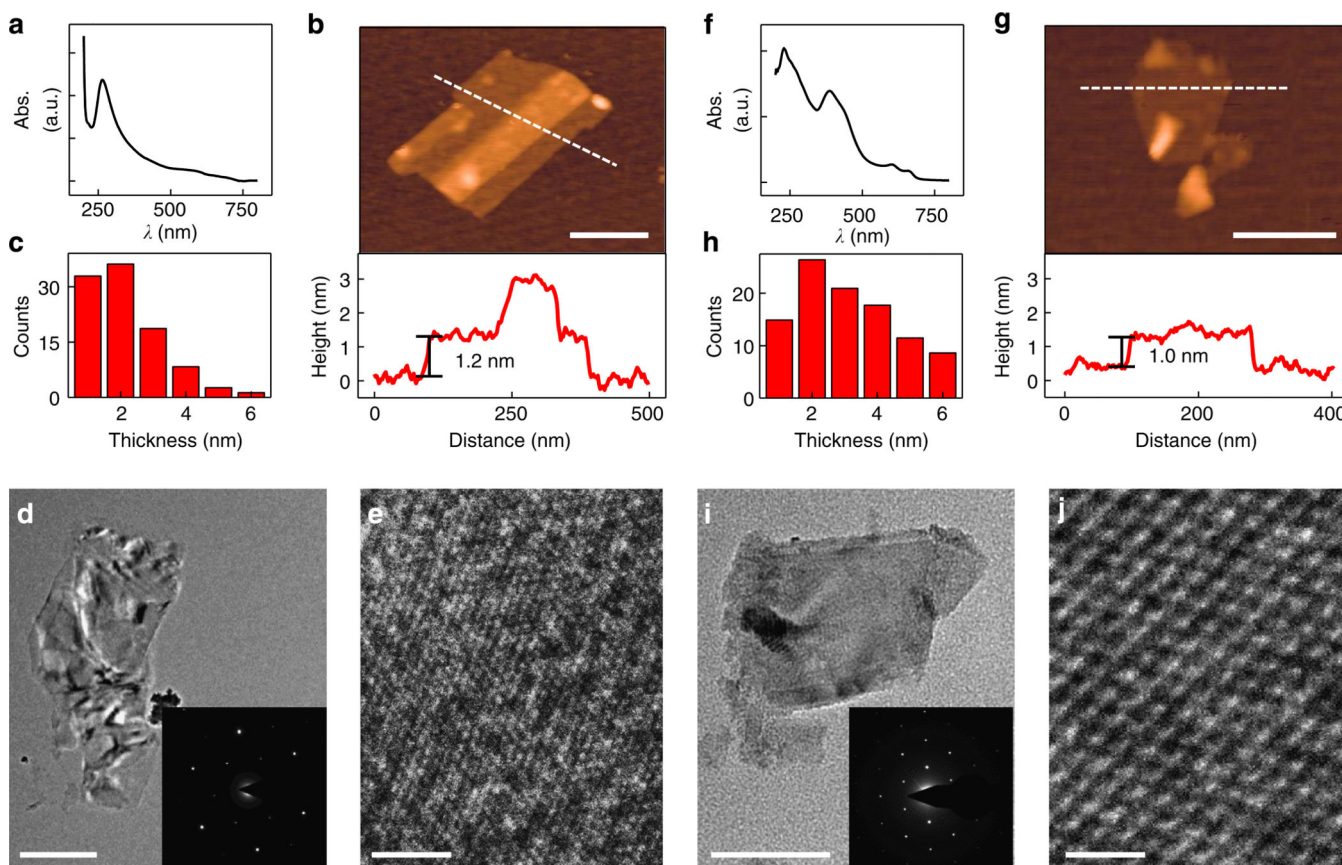 a
Abs.
(a.u.)
250 500 750
λ (nm)
b
c
30
15
0
Counts
2 4 6
Thickness (nm)
3
2
1
0
Height (nm)
1.2 nm
0 250 500
Distance (nm)
f
Abs.
(a.u.)
250 500 750
λ (nm)
g
h
20
10
0
Counts
2 4 6
Thickness (nm)
3
2
1
0
Height (nm)
1.0 nm
0 200 400
Distance (nm)
d
e
i
j